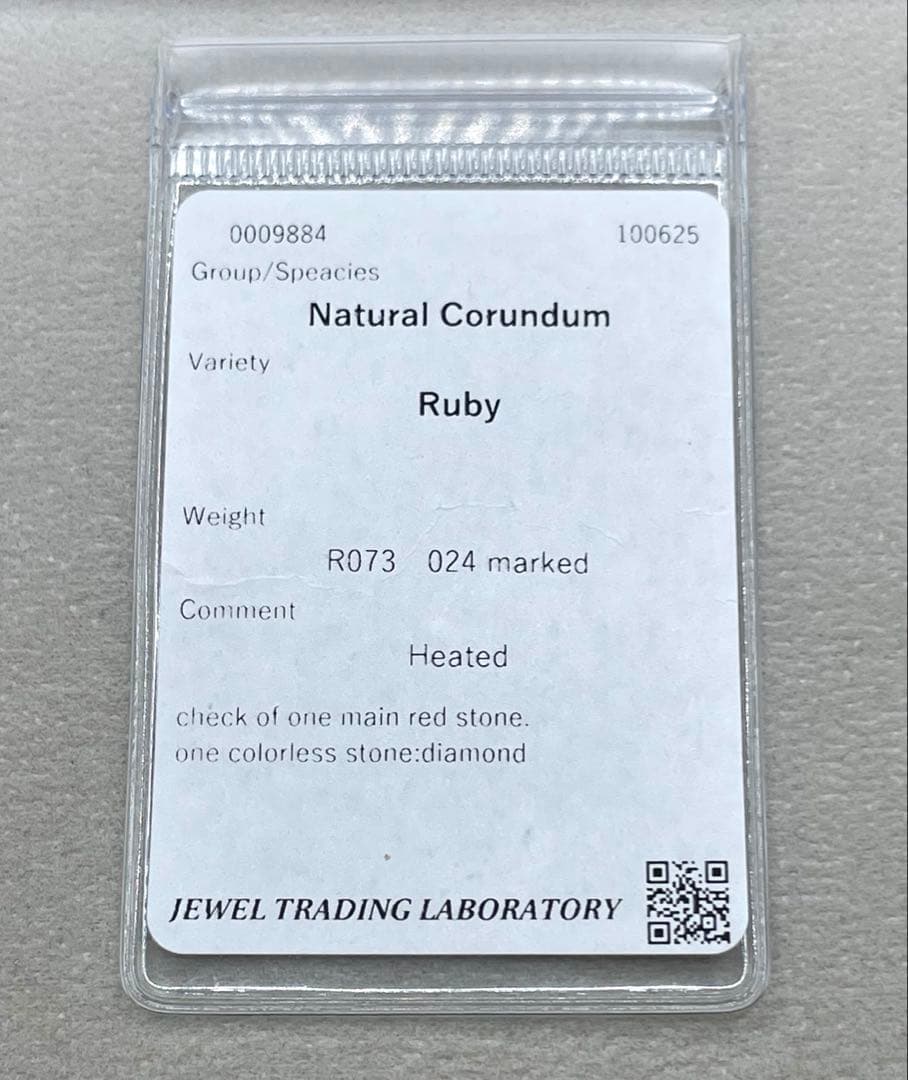 0009884 100625
Group/Speacies
Natural Corundum
Variety
Ruby
Weight
R073 024 marked
Comment
Heated
check of one main red stone.
one colorless stone:diamond
JEWEL TRADING LABORATORY